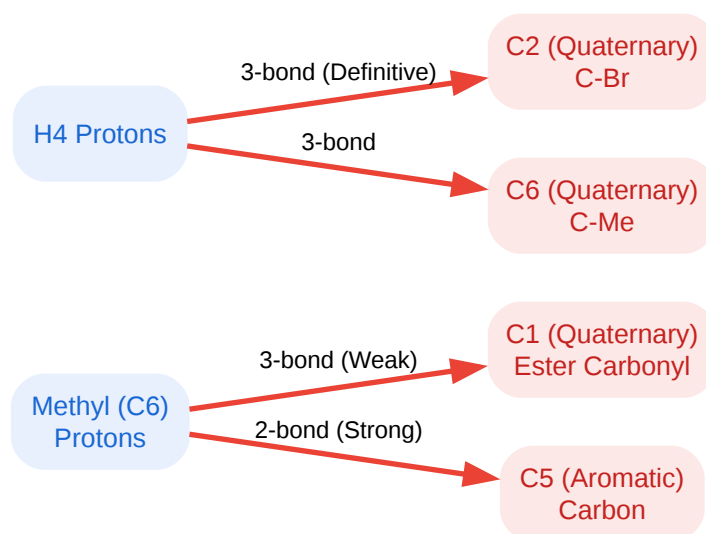 3-bond (Definitive)
C2 (Quaternary)
C-Br
H4 Protons
3-bond
C6 (Quaternary)
C-Me
3-bond (Weak)
C1 (Quaternary)
Ester Carbonyl
Methyl (C6)
Protons
2-bond (Strong)
C5 (Aromatic)
Carbon